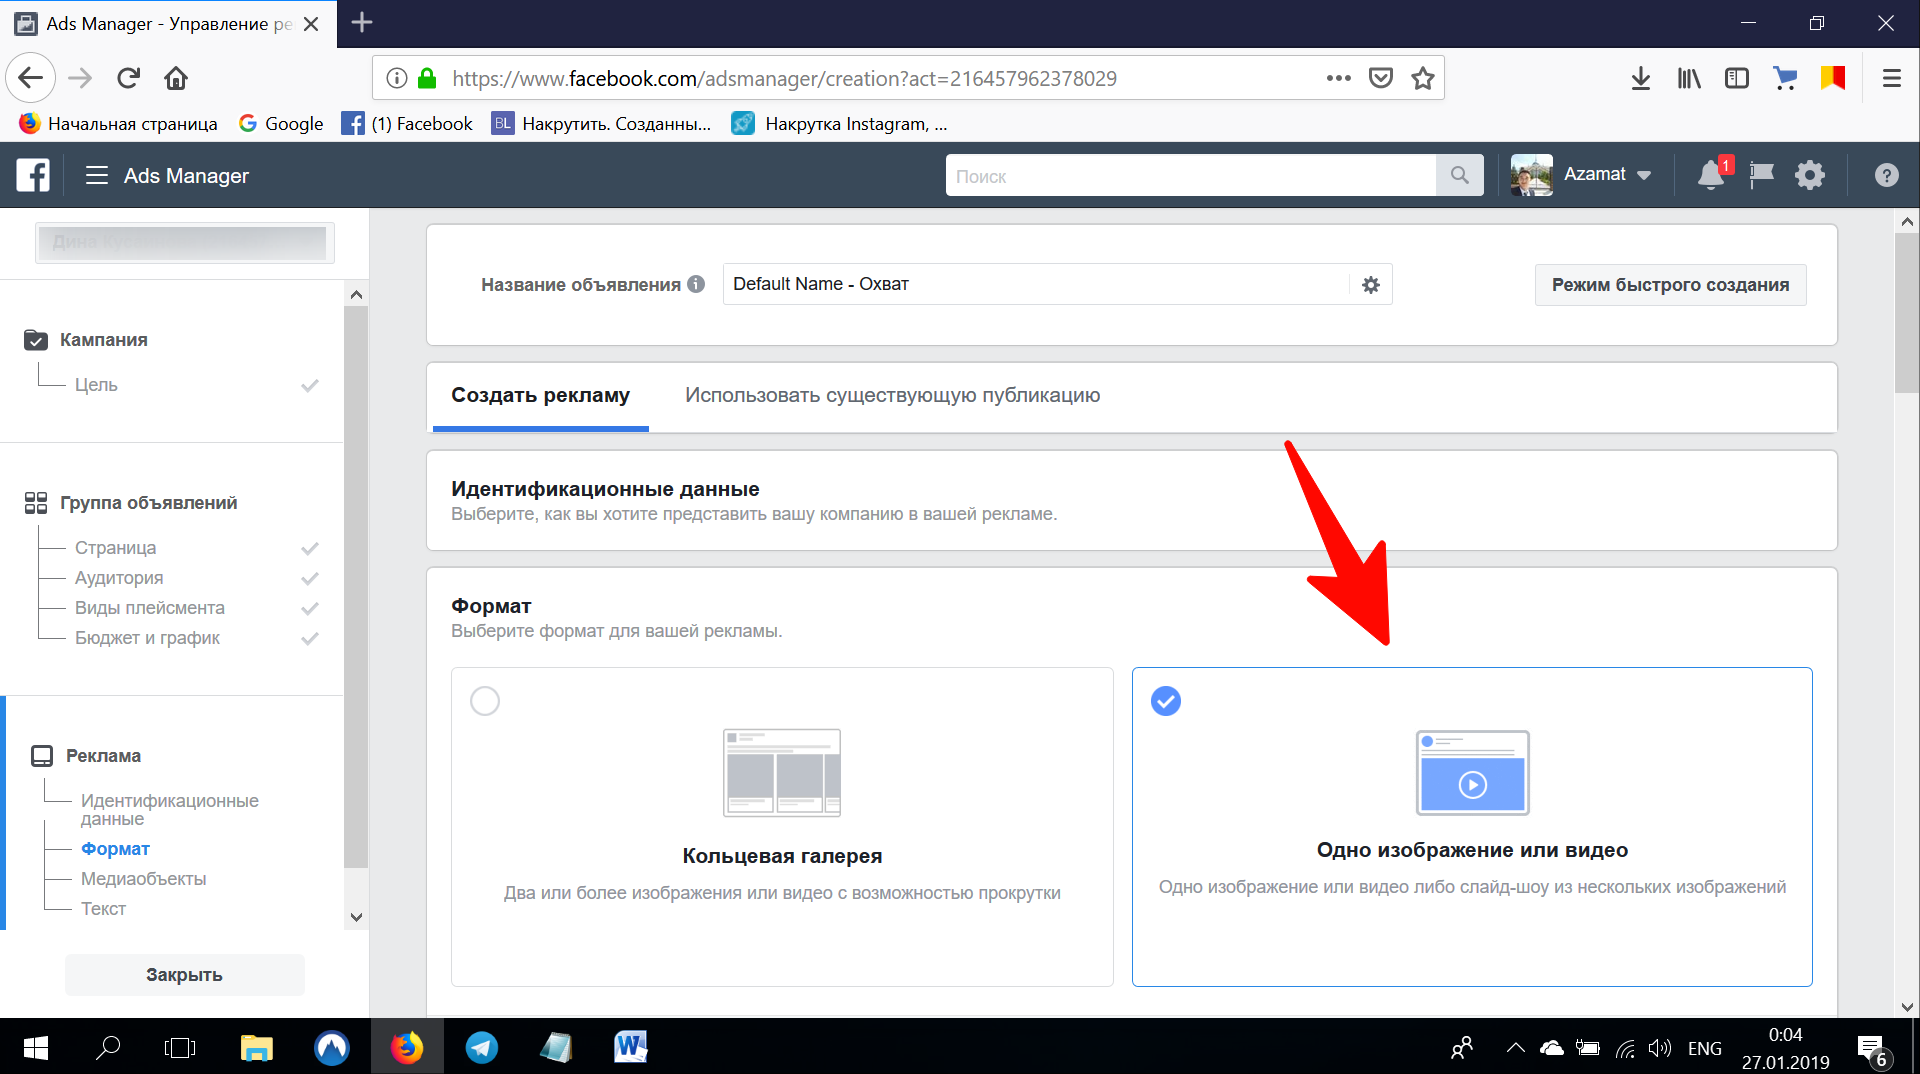 Ads Manager - Управление ре
https://www.facebook.com/adsmanager/creation?act=216457962378029
Начальная страница
Google
(1) Facebook
BL
Накрутить. Созданны...
Накрутка Instagram, ...
Ads Manager
Поиск
Azamat
1
Дина
Название объявления
Default Name - Охват
Режим быстрого создания
Кампания
Цель
Создать рекламу
Использовать существующую публикацию
Группа объявлений
Страница
Аудитория
Виды плейсмента
Бюджет и график
Идентификационные данные
Выберите, как вы хотите представить вашу компанию в вашей рекламе.
Формат
Выберите формат для вашей рекламы.
Реклама
Идентификационные
данные
Формат
Медиаобъекты
Текст
Закрыть
Кольцевая галерея
Два или более изображения или видео с возможностью прокрутки
Одно изображение или видео
Одно изображение или видео либо слайд-шоу из нескольких изображений
ENG
0:04
27.01.2019
6